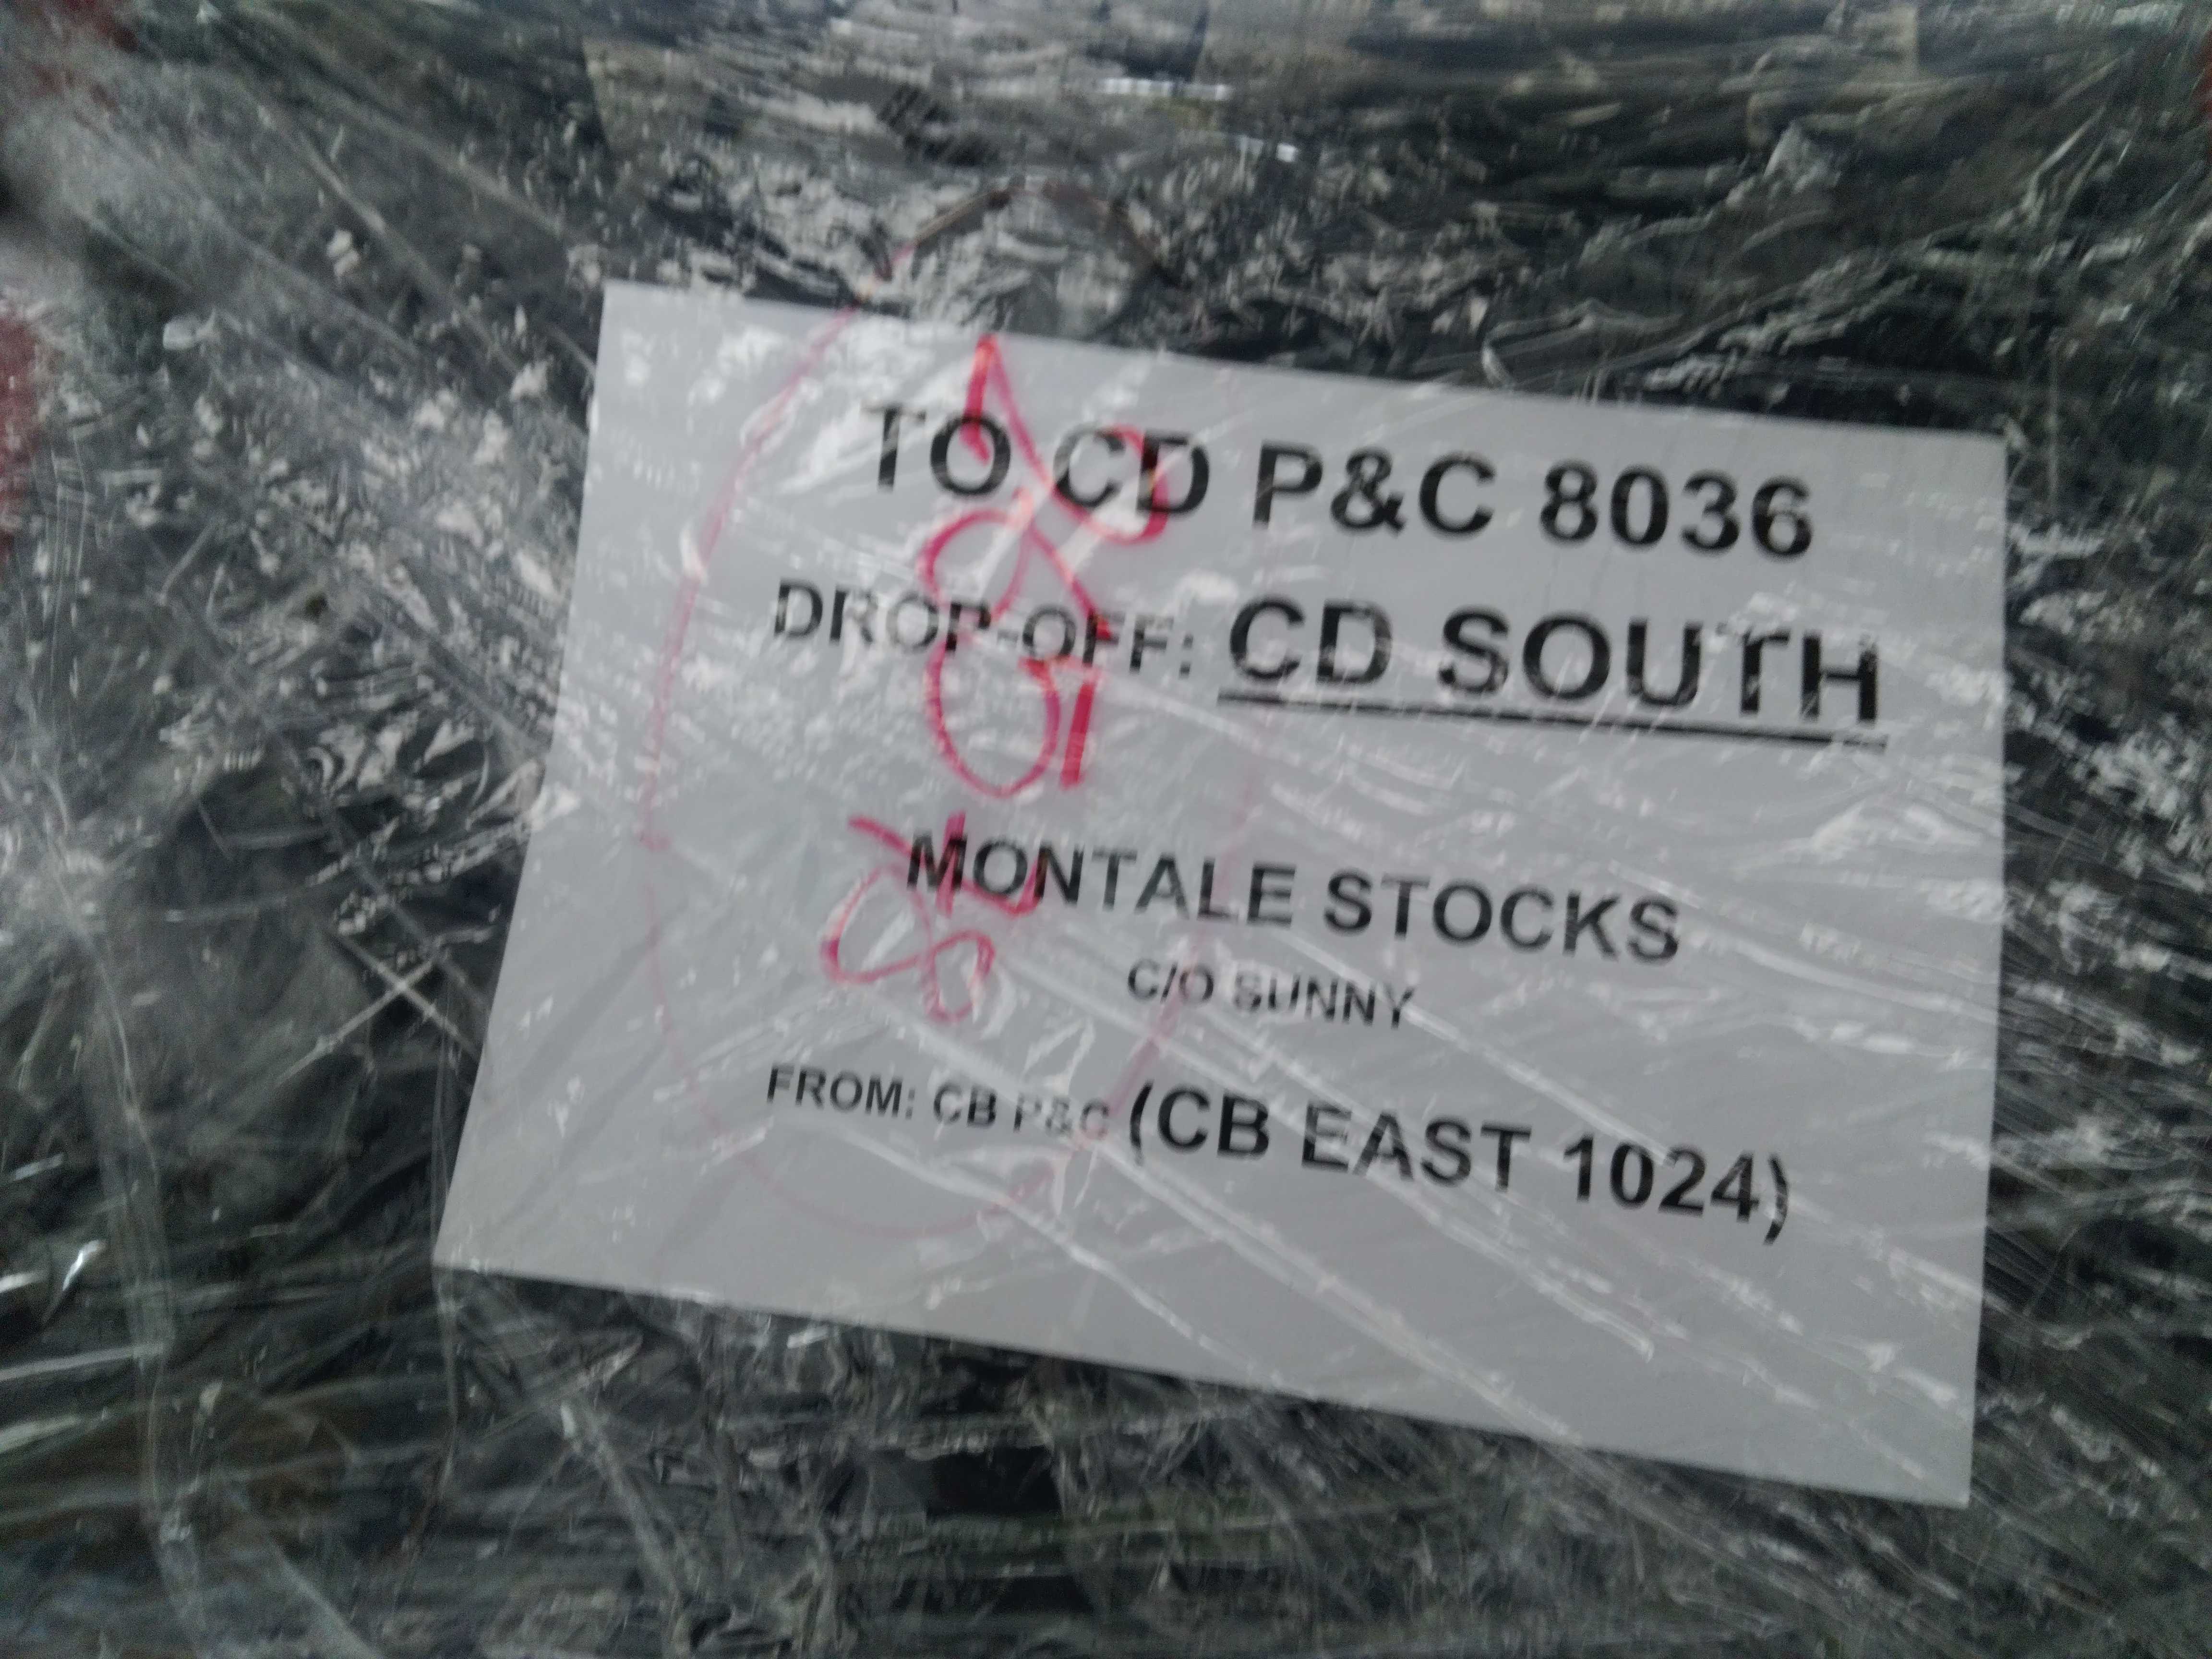 TO CD P&C 8036
DROP-OFF: CD SOUTH
MONTALE STOCKS
C/O SUNNY
FROM: CB P&C (CB EAST 1024)